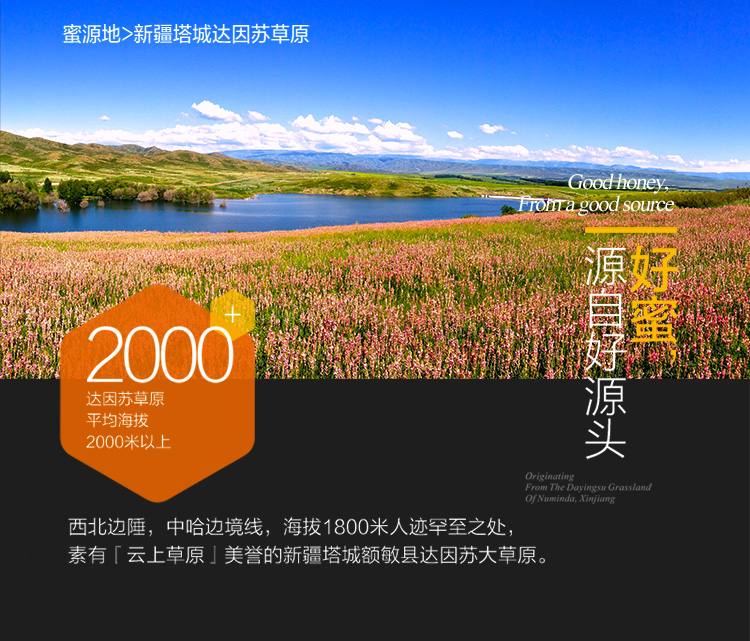 蜜源地>新疆塔城达因苏草原
Good honey,
From a good source
好蜜，
源自好源头
2000+
达因苏草原
平均海拔
2000米以上
Originating
From The Dayingsu Grassland
Of Numinda, Xinjiang
西北边陲，中哈边境线，海拔1800米人迹罕至之处，
素有「云上草原」美誉的新疆塔城额敏县达因苏大草原。